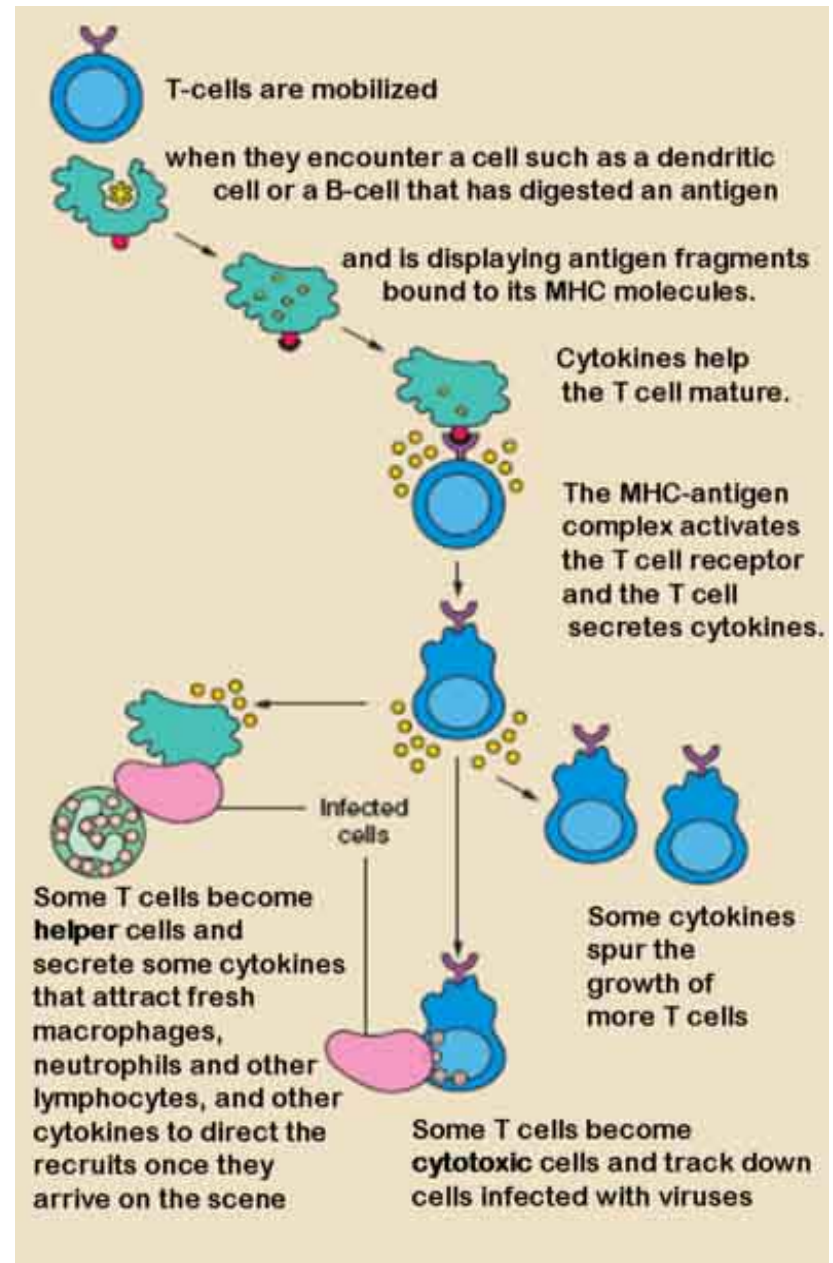 T-cells are mobilized
when they encounter a cell such as a dendritic
cell or a B-cell that has digested an antigen
and is displaying antigen fragments
bound to its MHC molecules.
Cytokines help
the T cell mature.
The MHC-antigen
complex activates
the T cell receptor
and the T cell
secretes cytokines.
Infected
cells
Some T cells become
helper cells and
secrete some cytokines
that attract fresh
macrophages,
neutrophils and other
lymphocytes, and other
cytokines to direct the
recruits once they
arrive on the scene
Some cytokines
spur the
growth of
more T cells
Some T cells become
cytotoxic cells and track down
cells infected with viruses